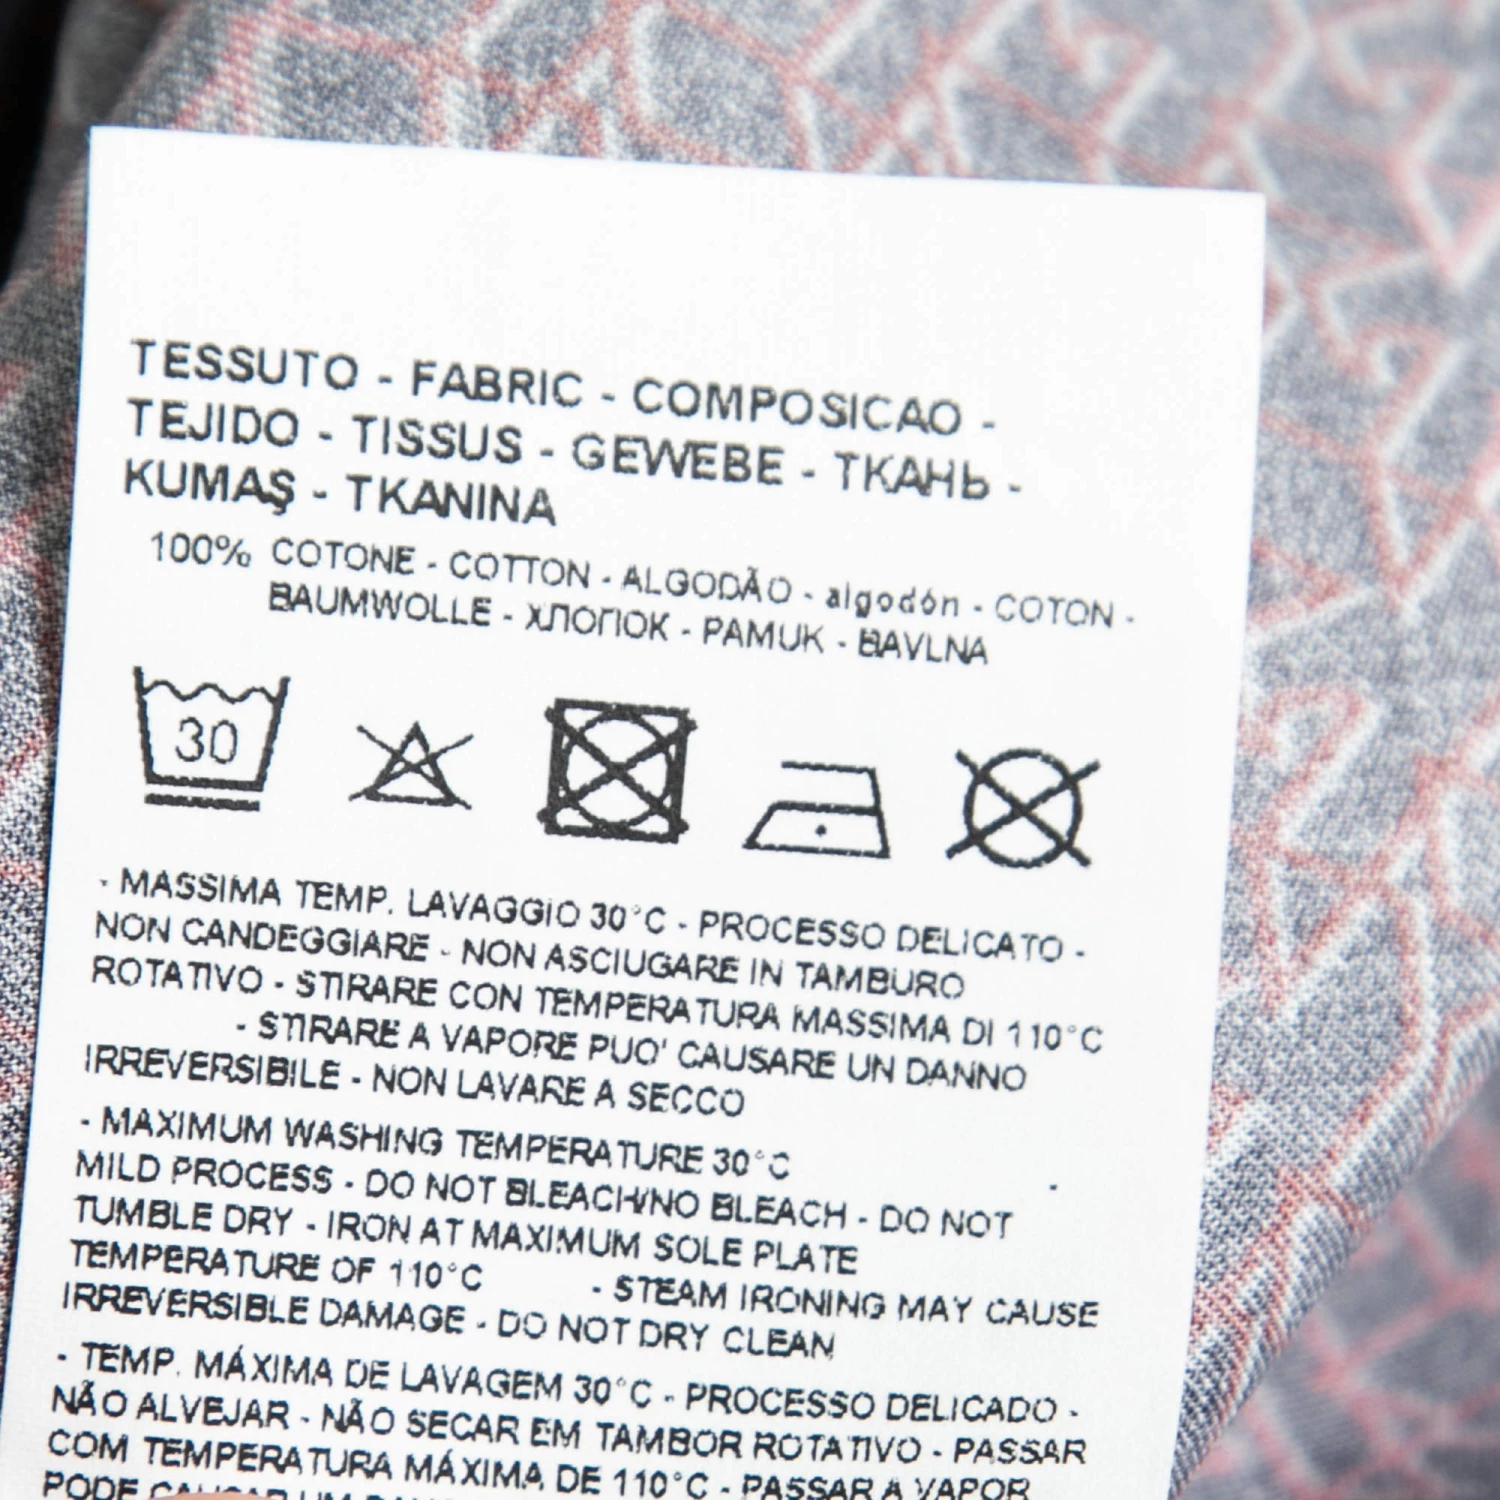 TESSUTO - FABRIC - COMPOSICAO -
TEJIDO - TISSUS - GEWEBE - ТКАНЬ -
KUMAŞ - TKANINA
100% COTONE - COTTON - ALGODÃO - algodón - COTON -
BAUMWOLLE - ХЛОПОК - PAMUK - BAVLNA
30
- MASSIMA TEMP. LAVAGGIO 30°C - PROCESSO DELICATO -
NON CANDEGGIARE - NON ASCIUGARE IN TAMBURO
ROTATIVO - STIRARE CON TEMPERATURA MASSIMA DI 110°C
- STIRARE A VAPORE PUO' CAUSARE UN DANNO
IRREVERSIBILE - NON LAVARE A SECCO
- MAXIMUM WASHING TEMPERATURE 30°C -
MILD PROCESS - DO NOT BLEACH/NO BLEACH - DO NOT
TUMBLE DRY - IRON AT MAXIMUM SOLE PLATE
TEMPERATURE OF 110°C - STEAM IRONING MAY CAUSE
IRREVERSIBLE DAMAGE - DO NOT DRY CLEAN
- TEMP. MÁXIMA DE LAVAGEM 30°C - PROCESSO DELICADO -
NÃO ALVEJAR - NÃO SECAR EM TAMBOR ROTATIVO - PASSAR
COM TEMPERATURA MÁXIMA DE 110°C - PASSAR A VAPOR
PODE